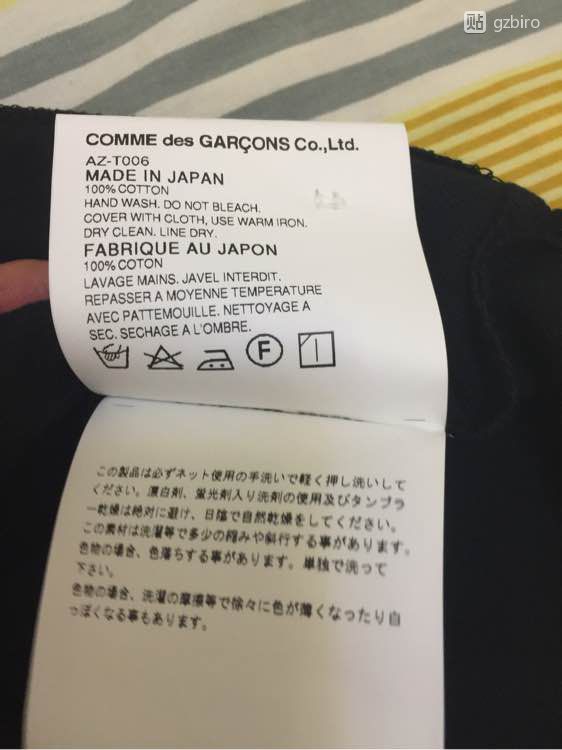 貼 gzbiro
COMME des GARÇONS Co.,Ltd.
AZ-T006
MADE IN JAPAN
100% COTTON
HAND WASH. DO NOT BLEACH.
COVER WITH CLOTH, USE WARM IRON.
DRY CLEAN. LINE DRY.
FABRIQUE AU JAPON
100% COTON
LAVAGE MAINS. JAVEL INTERDIT.
REPASSER A MOYENNE TEMPERATURE
AVEC PATTEMOUILLE. NETTOYAGE A
SEC. SECHAGE A L'OMBRE.
F
この製品は必ずネット使用の手洗いで軽く押し洗いして
ください。漂白剤、蛍光剤入り洗剤の使用及びタンブラ
ー乾燥は絶対に避け、日陰で自然乾燥をしてください。
この素材は洗濯等で多少の縮みや斜行する事があります。
色物の場合、色落ちする事があります。単独で洗って
下さい。
色物の場合、洗濯の摩擦等で徐々に色が薄くなったり白
っぽくなる事もあります。